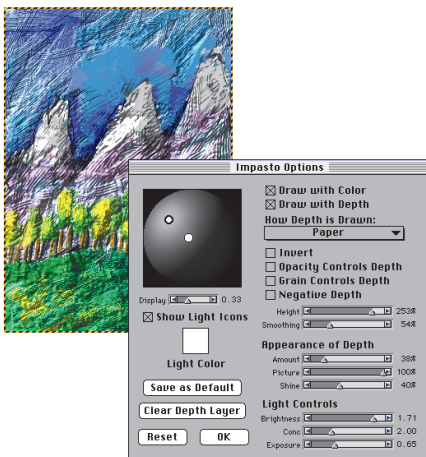 Impasto Options
Display 0.33
Show Light Icons
Light Color
Save as Default
Clear Depth Layer
Reset OK
Draw with Color
Draw with Depth
How Depth is Drawn:
Paper
Invert
Opacity Controls Depth
Grain Controls Depth
Negative Depth
Height 253%
Smoothing 54%
Appearance of Depth
Amount 38%
Picture 100%
Shine 40%
Light Controls
Brightness 1.71
Conc 2.00
Exposure 0.65